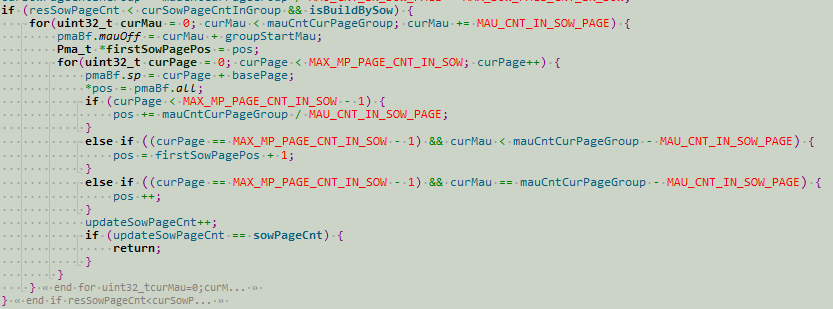 if (resSowPageCnt < curSowPageCntInGroup && isBuildBySow) {
for(uint32_t curMau = 0; curMau < mauCntCurPageGroup; curMau += MAU_CNT_IN_SOW_PAGE) {
pmaBf.mauOff = curMau + groupStartMau;
Pma_t *firstSowPagePos = pos;
for(uint32_t curPage = 0; curPage < MAX_MP_PAGE_CNT_IN_SOW; curPage++) {
pmaBf.sp = curPage + basePage;
*pos = pmaBf.all;
if (curPage < MAX_MP_PAGE_CNT_IN_SOW - 1) {
pos += mauCntCurPageGroup / MAU_CNT_IN_SOW_PAGE;
}
else if ((curPage == MAX_MP_PAGE_CNT_IN_SOW - 1) && curMau < mauCntCurPageGroup - MAU_CNT_IN_SOW_PAGE) {
pos = firstSowPagePos + 1;
}
else if ((curPage == MAX_MP_PAGE_CNT_IN_SOW - 1) && curMau == mauCntCurPageGroup - MAU_CNT_IN_SOW_PAGE) {
pos ++;
}
updateSowPageCnt++;
if (updateSowPageCnt == sowPageCnt) {
return;
}
}
} « end for uint32_tcurMau=0;curM... »
} « end if resSowPageCnt<curSowP... »